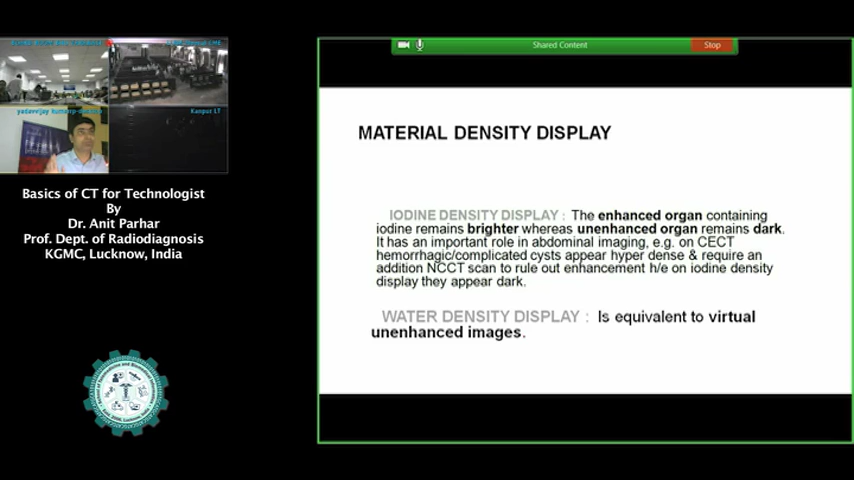 Kanpur LT
Basics of CT for Technologist
By
Dr. Anit Parhar
Prof. Dept. of Radiodiagnosis
KGMC, Lucknow, India
Shared Content
Stop
MATERIAL DENSITY DISPLAY
IODINE DENSITY DISPLAY : The enhanced organ containing
iodine remains brighter whereas unenhanced organ remains dark.
It has an important role in abdominal imaging, e.g. on CECT
hemorrhagic/complicated cysts appear hyper dense & require an
addition NCCT scan to rule out enhancement h/e on iodine density
display they appear dark.
WATER DENSITY DISPLAY : Is equivalent to virtual
unenhanced images.